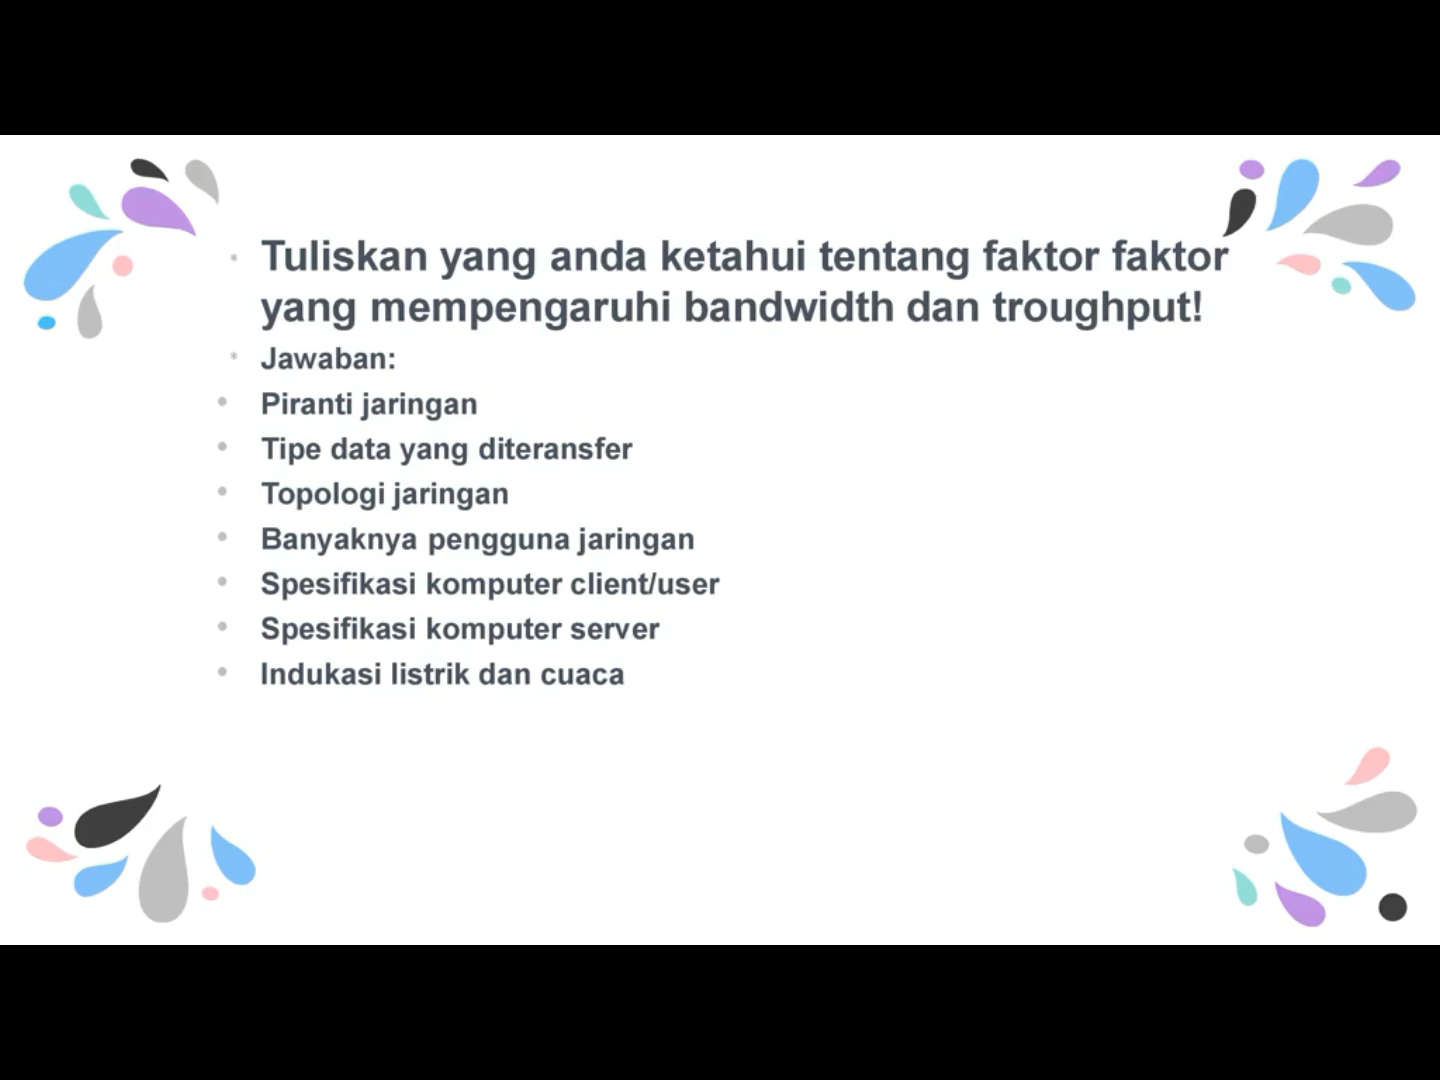 Tuliskan yang anda ketahui tentang faktor faktor
yang mempengaruhi bandwidth dan troughput!
Jawaban:
Piranti jaringan
Tipe data yang diteransfer
Topologi jaringan
Banyaknya pengguna jaringan
Spesifikasi komputer client/user
Spesifikasi komputer server
Indukasi listrik dan cuaca